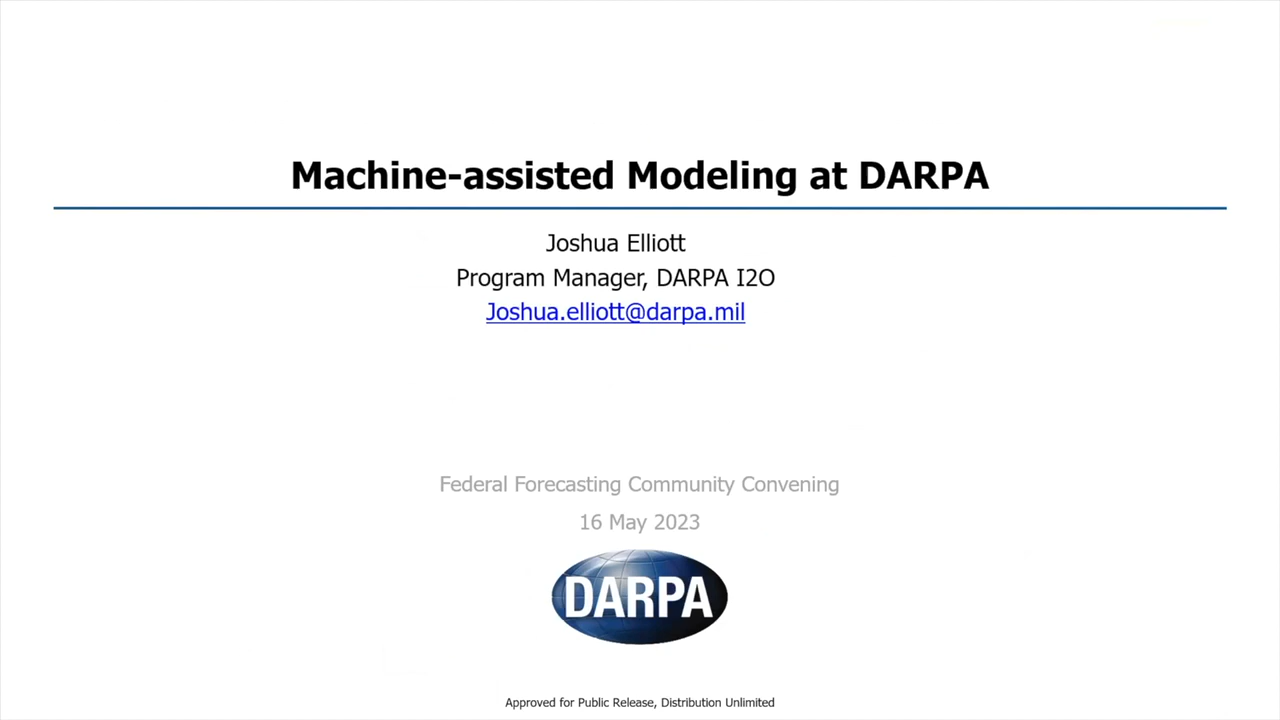 Machine-assisted Modeling at DARPA
Joshua Elliott
Program Manager, DARPA I2O
Joshua.elliott@darpa.mil
Federal Forecasting Community Convening
16 May 2023
DARPA
Approved for Public Release, Distribution Unlimited